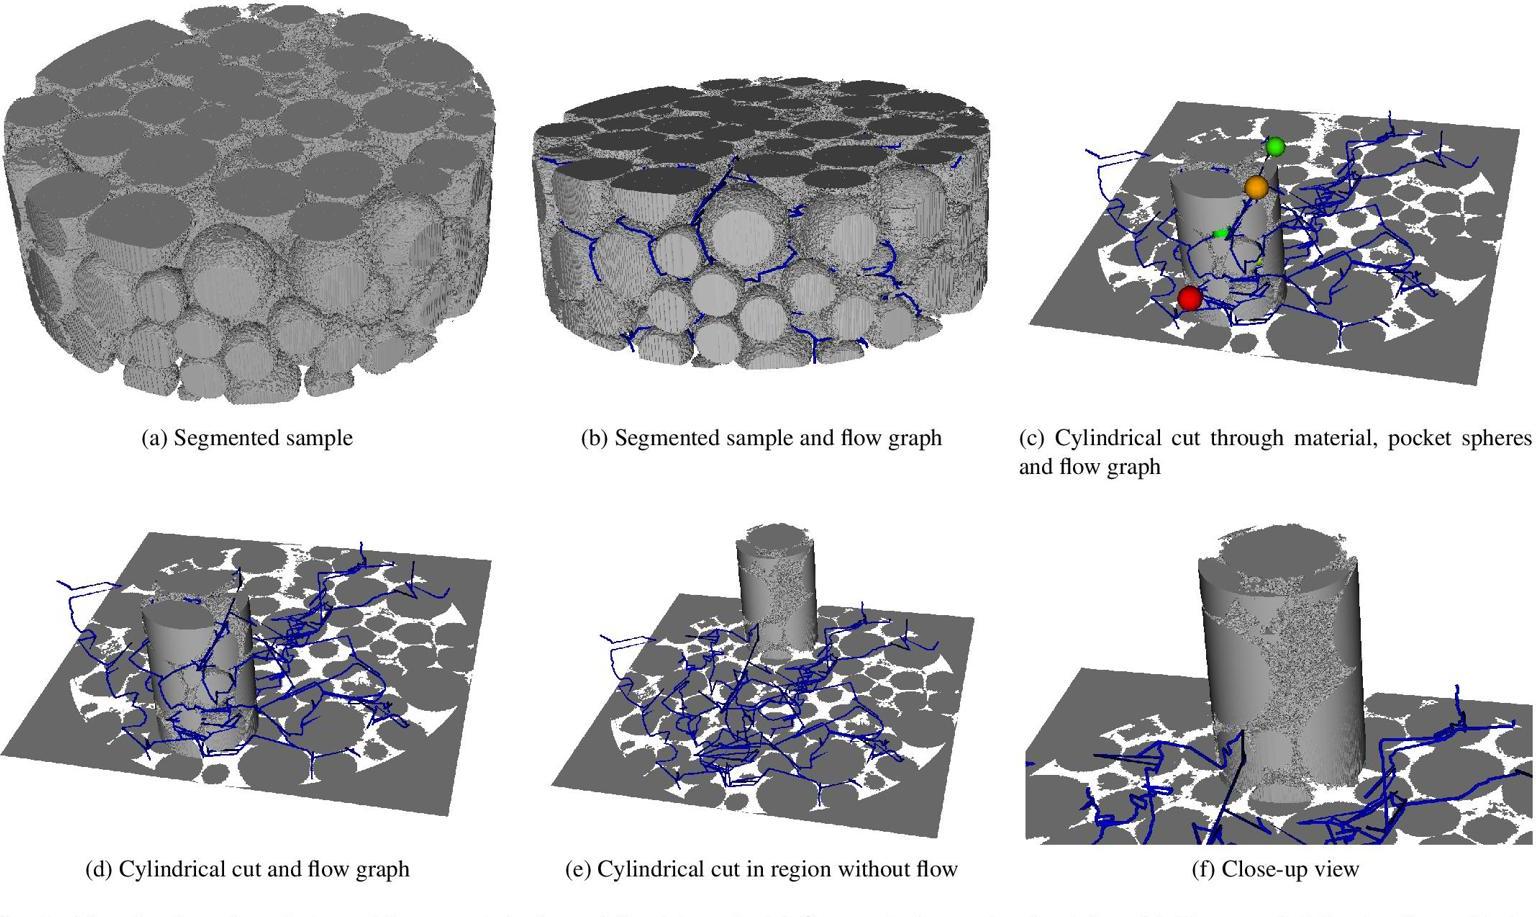 (a) Segmented sample
(b) Segmented sample and flow graph
(c) Cylindrical cut through material, pocket spheres
and flow graph
(d) Cylindrical cut and flow graph
(e) Cylindrical cut in region without flow
(f) Close-up view